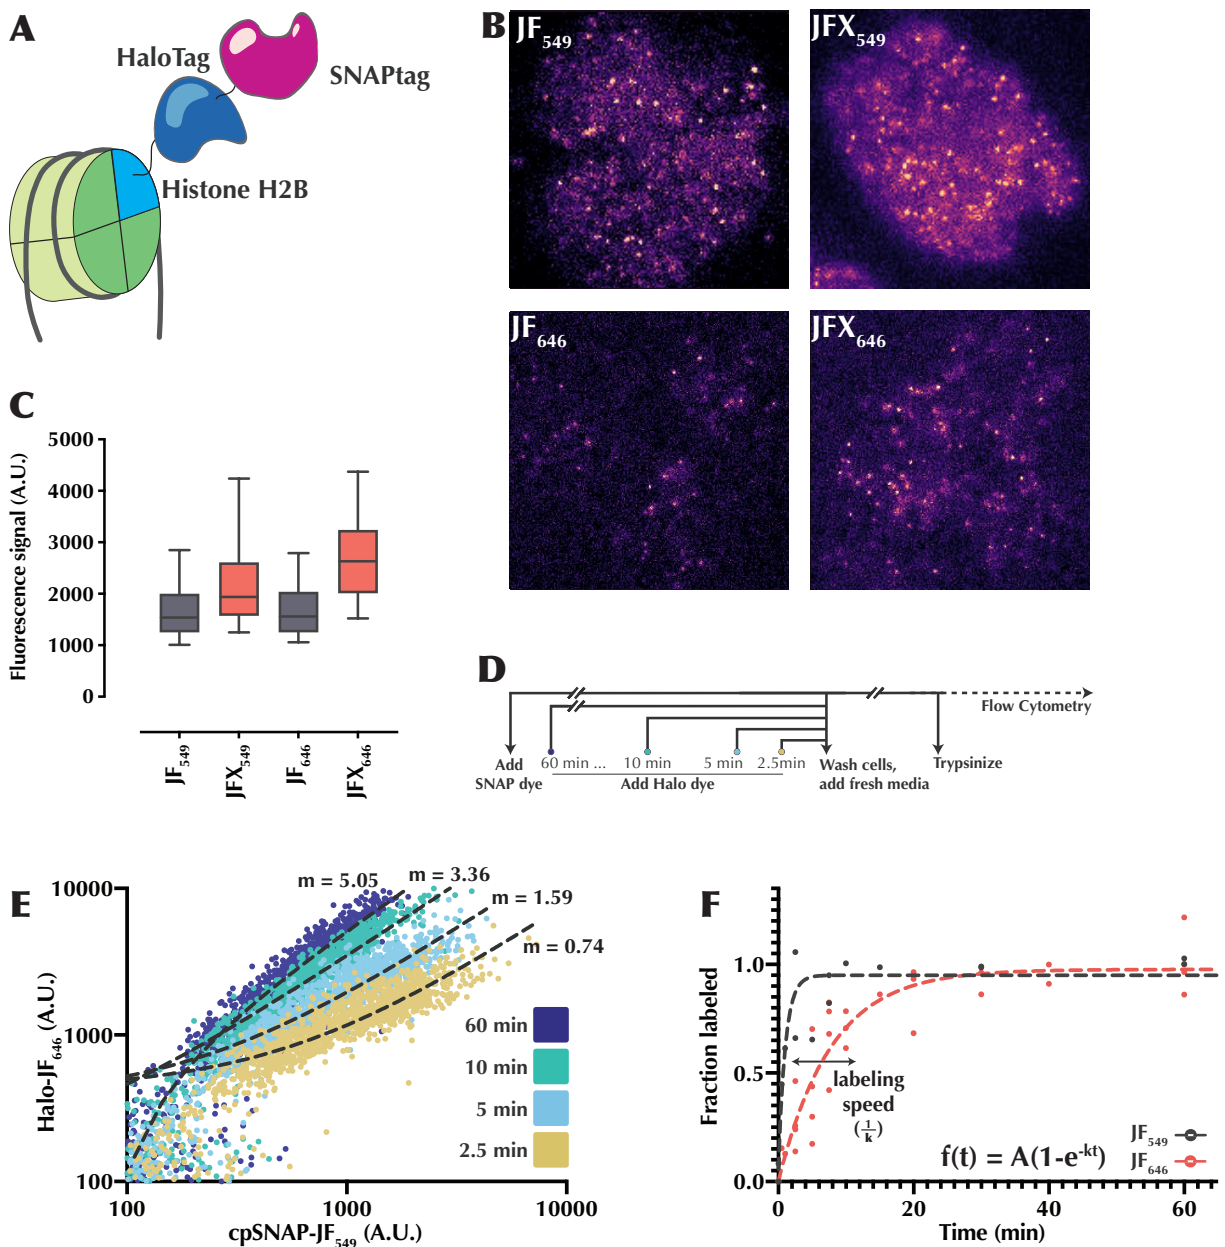 A
HaloTag
SNAPtag
Histone H2B
B
JF549
JFX549
JF646
JFX646
C
Fluorescence signal (A.U.)
5000
4000
3000
2000
1000
0
JF549
JFX549
JF646
JFX646
D
Flow Cytometry
60 min ...
10 min
5 min
2.5min
Add
SNAP dye
Add Halo dye
Wash cells,
add fresh media
Trypsinize
E
Halo-JF646 (A.U.)
10000
1000
100
m = 5.05
m = 3.36
m = 1.59
m = 0.74
60 min
10 min
5 min
2.5 min
100
1000
10000
cpSNAP-JF549 (A.U.)
F
Fraction labeled
1.0
0.5
0.0
labeling
speed
(1/k)
JF549
JF646
f(t) = A(1-e-kt)
0
20
40
60
Time (min)